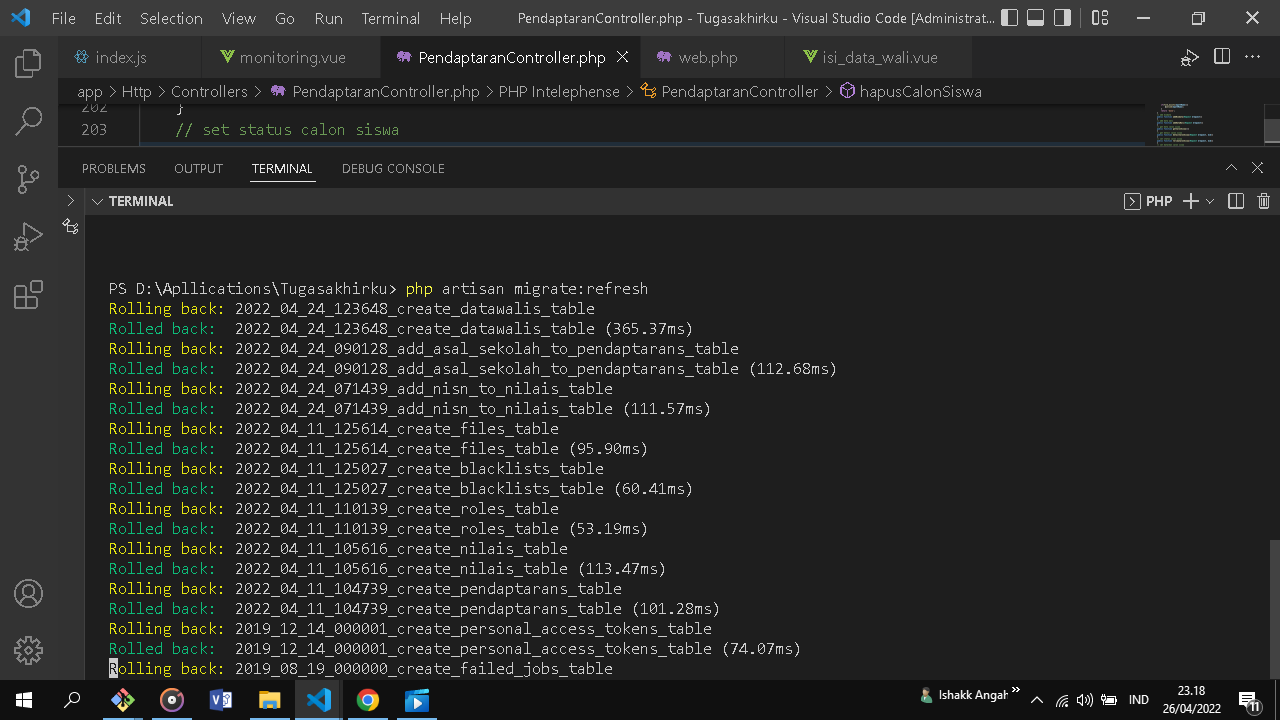 File Edit Selection View Go Run Terminal Help PendaptaranController.php - Tugasakhirku - Visual Studio Code [Administrat...
index.js monitoring.vue PendaptaranController.php web.php isi_data_wali.vue ...
app > Http > Controllers > PendaptaranController.php > PHP Intelephense > PendaptaranController > hapusCalonSiswa
202 }
203 // set status calon siswa
PROBLEMS OUTPUT TERMINAL DEBUG CONSOLE
TERMINAL PHP
PS D:\Apllications\Tugasakhirku> php artisan migrate:refresh
Rolling back: 2022_04_24_123648_create_datawalis_table
Rolled back: 2022_04_24_123648_create_datawalis_table (365.37ms)
Rolling back: 2022_04_24_090128_add_asal_sekolah_to_pendaptarans_table
Rolled back: 2022_04_24_090128_add_asal_sekolah_to_pendaptarans_table (112.68ms)
Rolling back: 2022_04_24_071439_add_nisn_to_nilais_table
Rolled back: 2022_04_24_071439_add_nisn_to_nilais_table (111.57ms)
Rolling back: 2022_04_11_125614_create_files_table
Rolled back: 2022_04_11_125614_create_files_table (95.90ms)
Rolling back: 2022_04_11_125027_create_blacklists_table
Rolled back: 2022_04_11_125027_create_blacklists_table (60.41ms)
Rolling back: 2022_04_11_110139_create_roles_table
Rolled back: 2022_04_11_110139_create_roles_table (53.19ms)
Rolling back: 2022_04_11_105616_create_nilais_table
Rolled back: 2022_04_11_105616_create_nilais_table (113.47ms)
Rolling back: 2022_04_11_104739_create_pendaptarans_table
Rolled back: 2022_04_11_104739_create_pendaptarans_table (101.28ms)
Rolling back: 2019_12_14_000001_create_personal_access_tokens_table
Rolled back: 2019_12_14_000001_create_personal_access_tokens_table (74.07ms)
Rolling back: 2019_08_19_000000_create_failed_jobs_table
Ishakk Angah » IND 23.18
26/04/2022 11